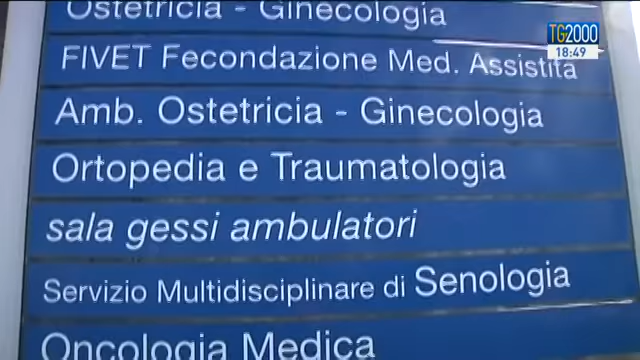 Ostetricia - Ginecologia
TG2000
18:49
FIVET Fecondazione Med. Assistita
Amb. Ostetricia - Ginecologia
Ortopedia e Traumatologia
sala gessi ambulatori
Servizio Multidisciplinare di Senologia
Oncologia Medica